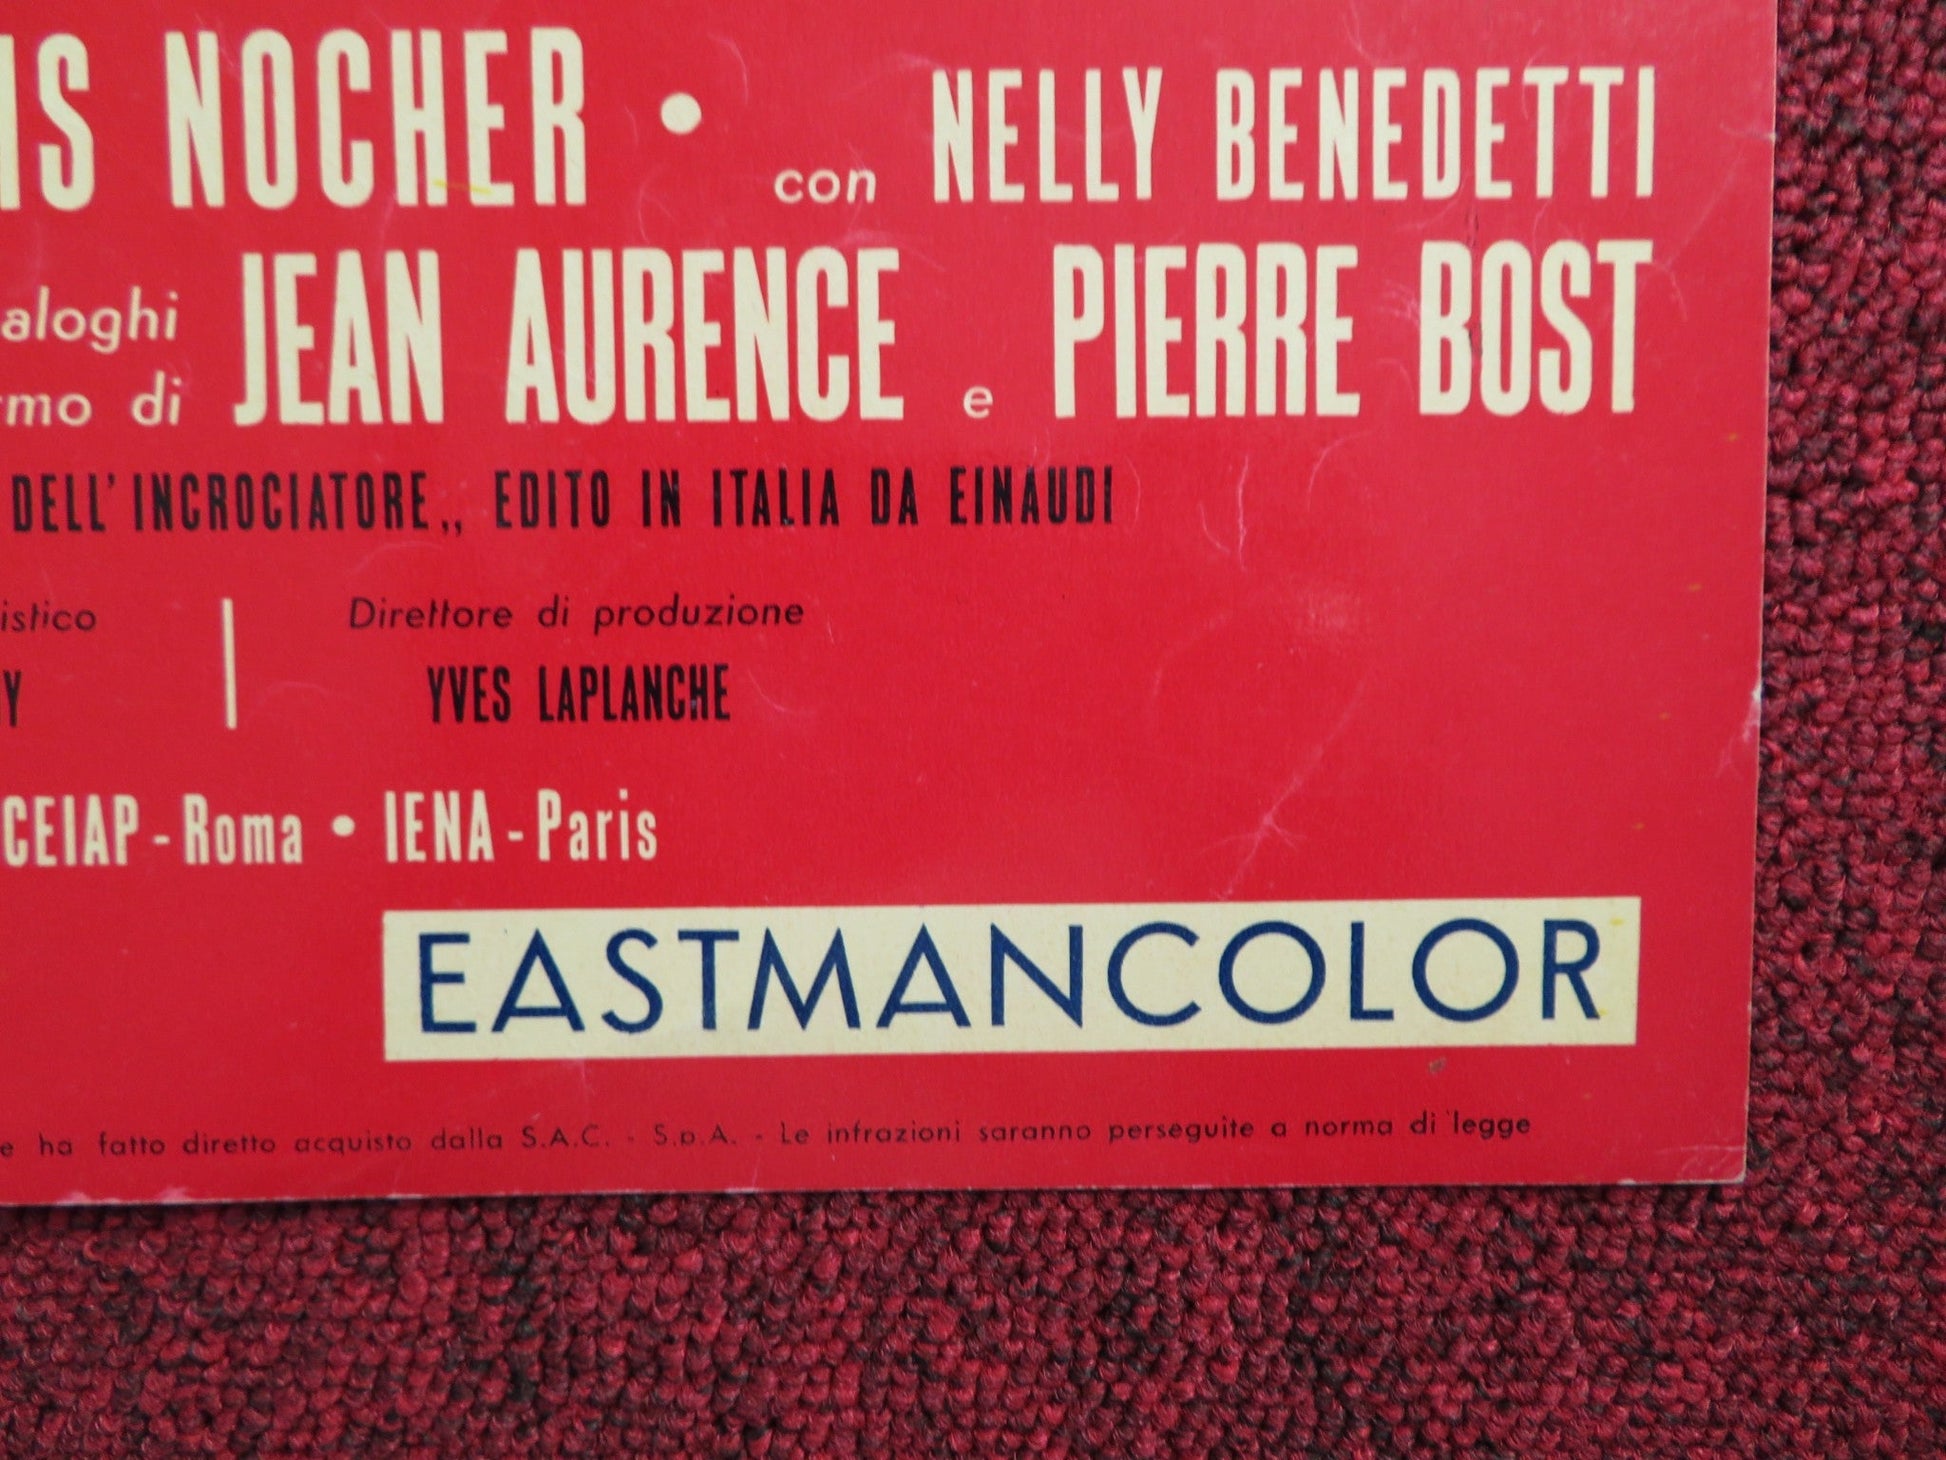 IS NOCHER • con NELLY BENEDETTI
aloghi
rmo di JEAN AURENCE e PIERRE BOST
DELL'INCROCIATORE,, EDITO IN ITALIA DA EINAUDI
istico Direttore di produzione
Y YVES LAPLANCHE
CEIAP - Roma • IENA - Paris
EASTMANCOLOR
e ha fatto diretto acquisto dalla S.A.C. - S.p.A. - Le infrazioni saranno perseguite a norma di legge